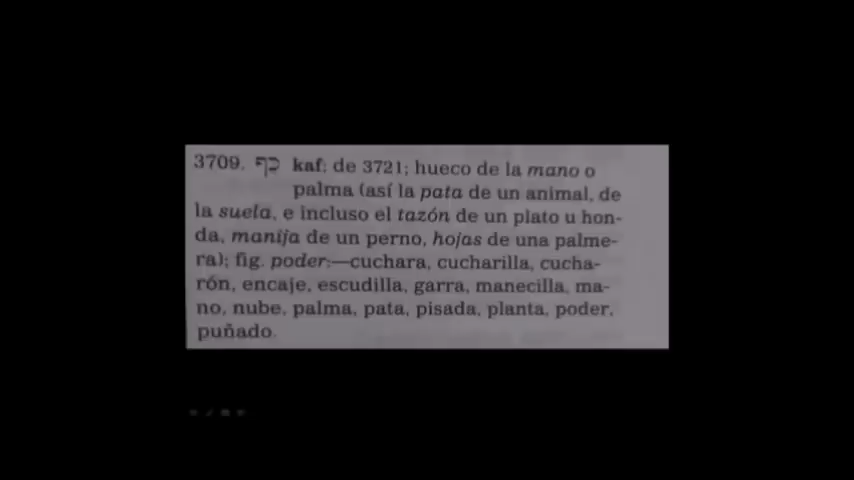 3709. כַּף kaf; de 3721; hueco de la mano o
palma (así la pata de un animal, de
la suela, e incluso el tazón de un plato u hon-
da, manija de un perno, hojas de una palme-
ra); fig. poder:—cuchara, cucharilla, cucha-
rón, encaje, escudilla, garra, manecilla, ma-
no, nube, palma, pata, pisada, planta, poder,
puñado.